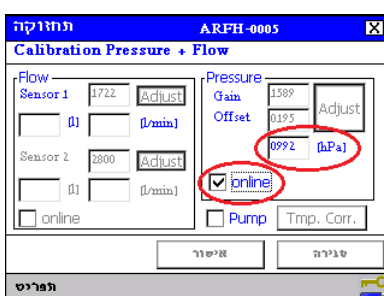 תחזוקה ARFH-0005 X
Calibration Pressure + Flow
Flow
Sensor 1 1722 Adjust
[l] [l/min]
Sensor 2 2800 Adjust
[l] [l/min]
online
Pressure
Gain 1589
Offset 0195 Adjust
0992 [hPa]
online
Pump Tmp. Corr.
אישור סגירה
תפריט